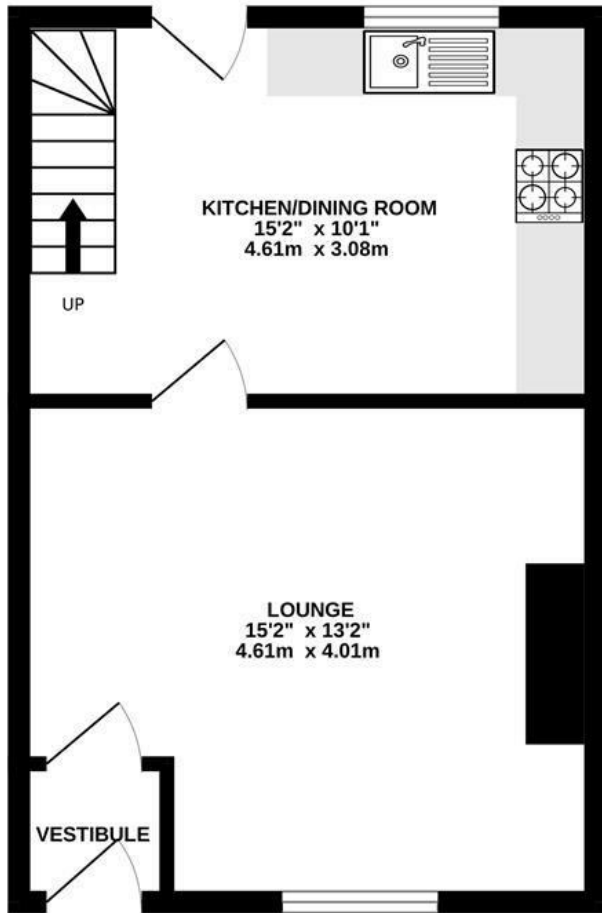 KITCHEN/DINING ROOM
15'2" x 10'1"
4.61m x 3.08m
UP
LOUNGE
15'2" x 13'2"
4.61m x 4.01m
VESTIBULE